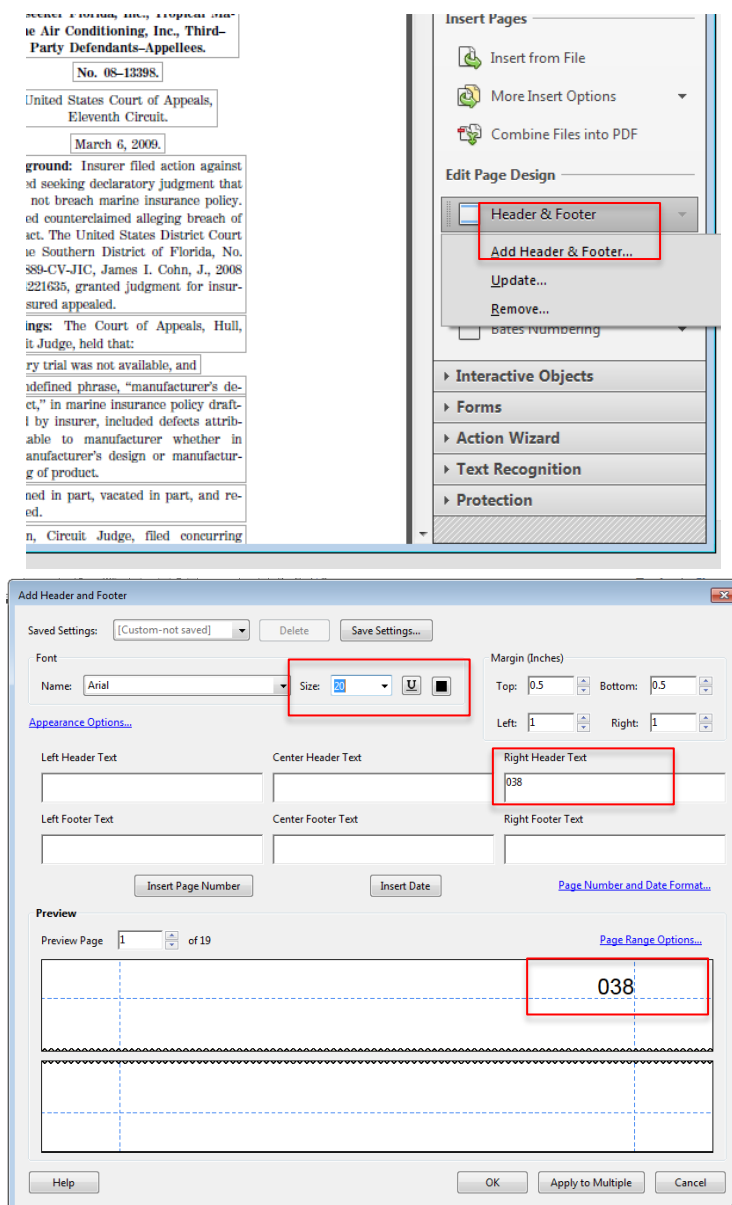 seeker Florida, Inc., Tropical Ma-
ne Air Conditioning, Inc., Third–
Party Defendants–Appellees.
No. 08–13398.
United States Court of Appeals,
Eleventh Circuit.
March 6, 2009.
ground: Insurer filed action against
ed seeking declaratory judgment that
not breach marine insurance policy.
ed counterclaimed alleging breach of
act. The United States District Court
he Southern District of Florida, No.
889-CV-JIC, James I. Cohn, J., 2008
4221635, granted judgment for insur-
sured appealed.
ings: The Court of Appeals, Hull,
it Judge, held that:
ry trial was not available, and
ndefined phrase, “manufacturer’s de-
ct,” in marine insurance policy draft-
l by insurer, included defects attrib-
able to manufacturer whether in
anufacturer’s design or manufactur-
g of product.
ned in part, vacated in part, and re-
ed.
n, Circuit Judge, filed concurring
Insert Pages
Insert from File
More Insert Options
Combine Files into PDF
Edit Page Design
Header & Footer
Add Header & Footer...
Update...
Remove...
Bates Numbering
Interactive Objects
Forms
Action Wizard
Text Recognition
Protection
Add Header and Footer
Saved Settings: [Custom-not saved] Delete Save Settings...
Font Margin (Inches)
Name: Arial Size: 20 U Top: 0.5 Bottom: 0.5
Appearance Options... Left: 1 Right: 1
Left Header Text Center Header Text Right Header Text
038
Left Footer Text Center Footer Text Right Footer Text
Insert Page Number Insert Date Page Number and Date Format...
Preview
Preview Page 1 of 19 Page Range Options...
038
Help OK Apply to Multiple Cancel